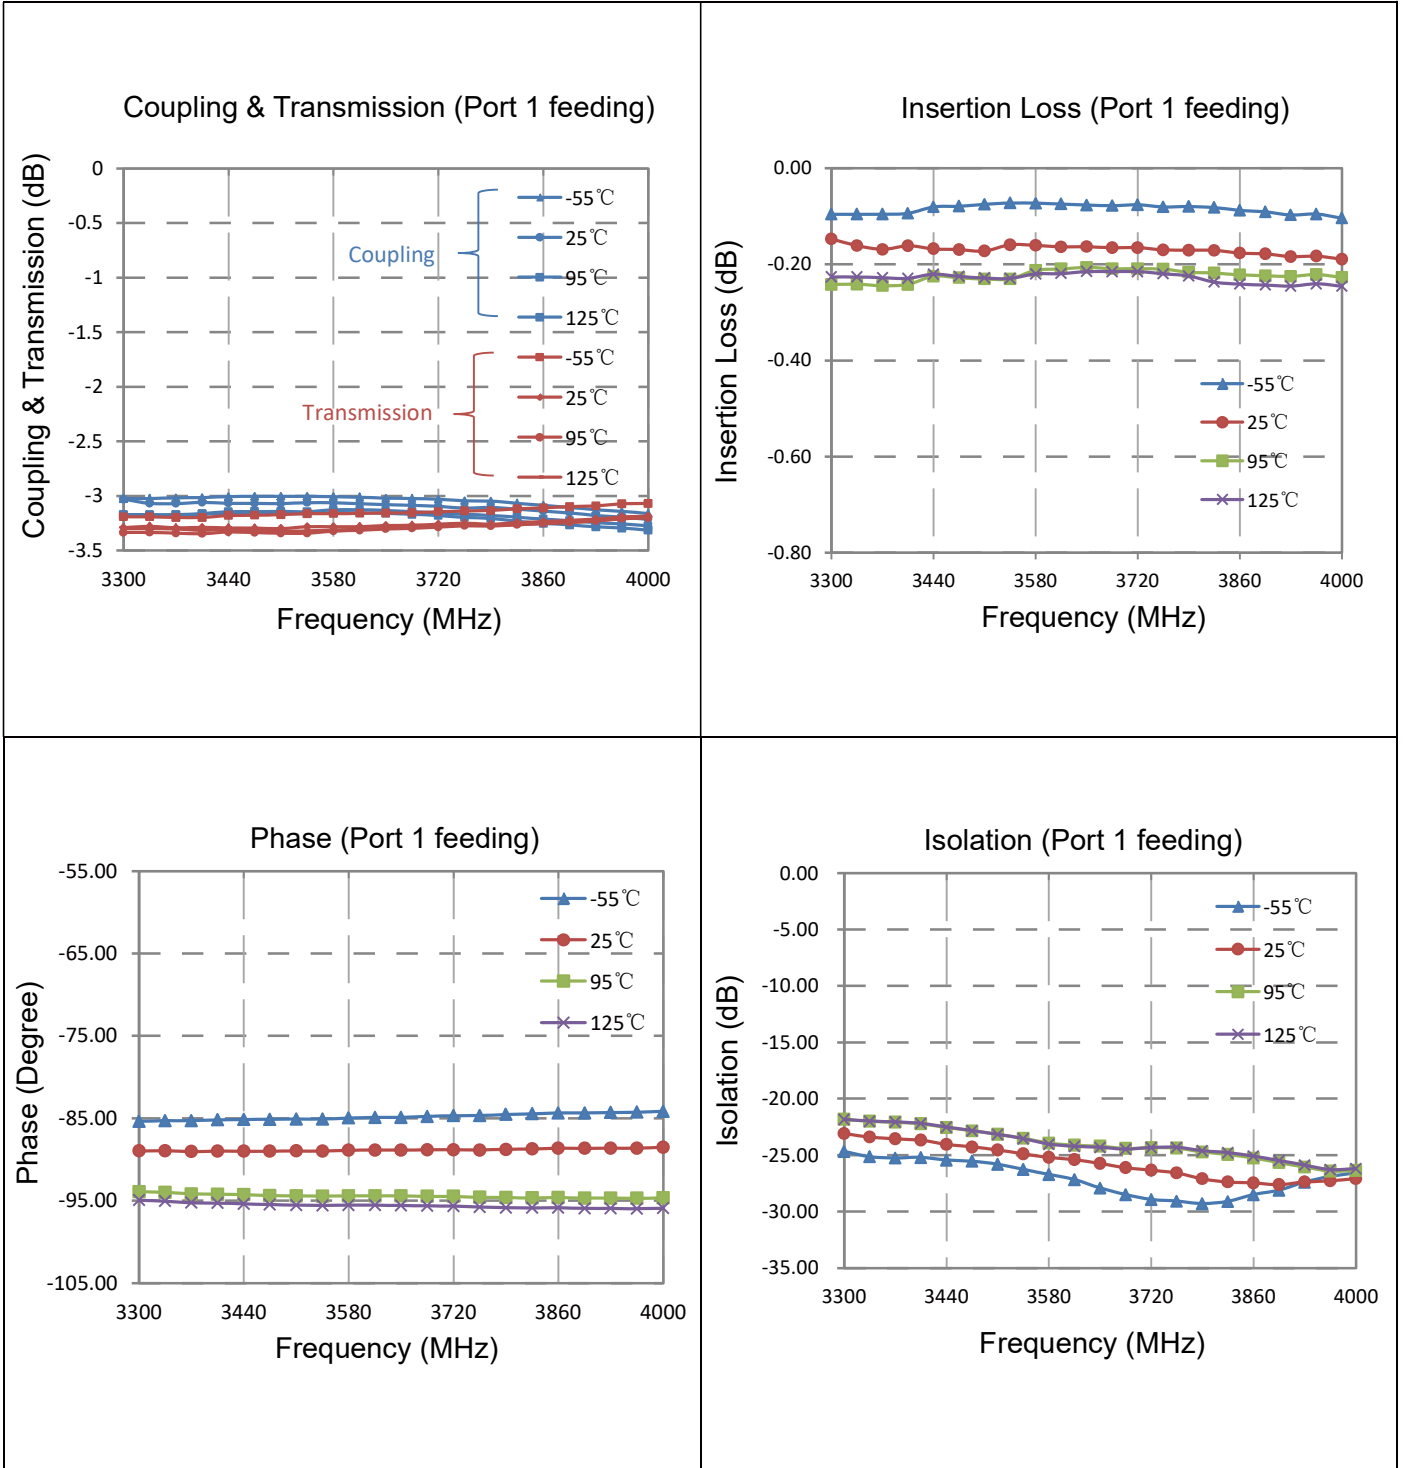 Coupling & Transmission (Port 1 feeding)
Coupling & Transmission (dB)
0
-0.5
-1
-1.5
-2
-2.5
-3
-3.5
Coupling
-55℃
25℃
95℃
125℃
Transmission
-55℃
25℃
95℃
125℃
3300 3440 3580 3720 3860 4000
Frequency (MHz)
Insertion Loss (Port 1 feeding)
Insertion Loss (dB)
0.00
-0.20
-0.40
-0.60
-0.80
-55℃
25℃
95℃
125℃
3300 3440 3580 3720 3860 4000
Frequency (MHz)
Phase (Port 1 feeding)
Phase (Degree)
-55.00
-65.00
-75.00
-85.00
-95.00
-105.00
-55℃
25℃
95℃
125℃
3300 3440 3580 3720 3860 4000
Frequency (MHz)
Isolation (Port 1 feeding)
Isolation (dB)
0.00
-5.00
-10.00
-15.00
-20.00
-25.00
-30.00
-35.00
-55℃
25℃
95℃
125℃
3300 3440 3580 3720 3860 4000
Frequency (MHz)